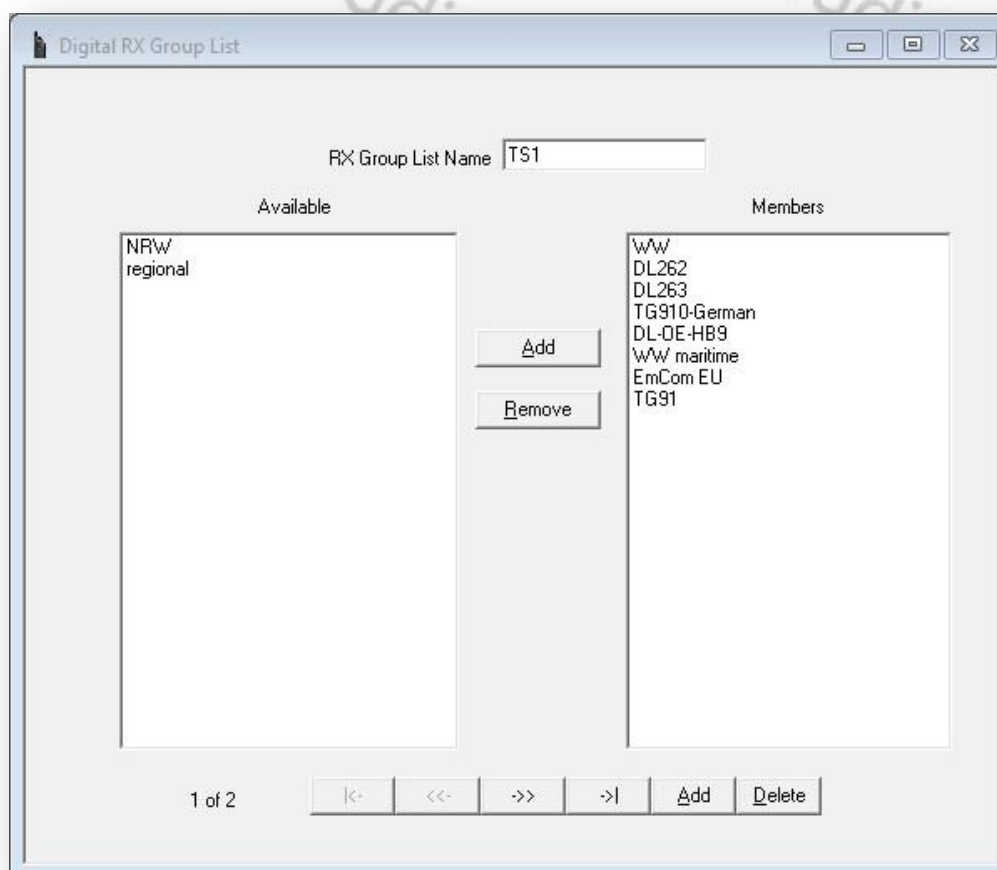 Digital RX Group List
RX Group List Name TS1
Available
Members
NRW
regional
Add
Remove
WW
DL262
DL263
TG910-German
DL-OE-HB9
WW maritime
EmCom EU
TG91
1 of 2 |<- <<- ->> ->| Add Delete